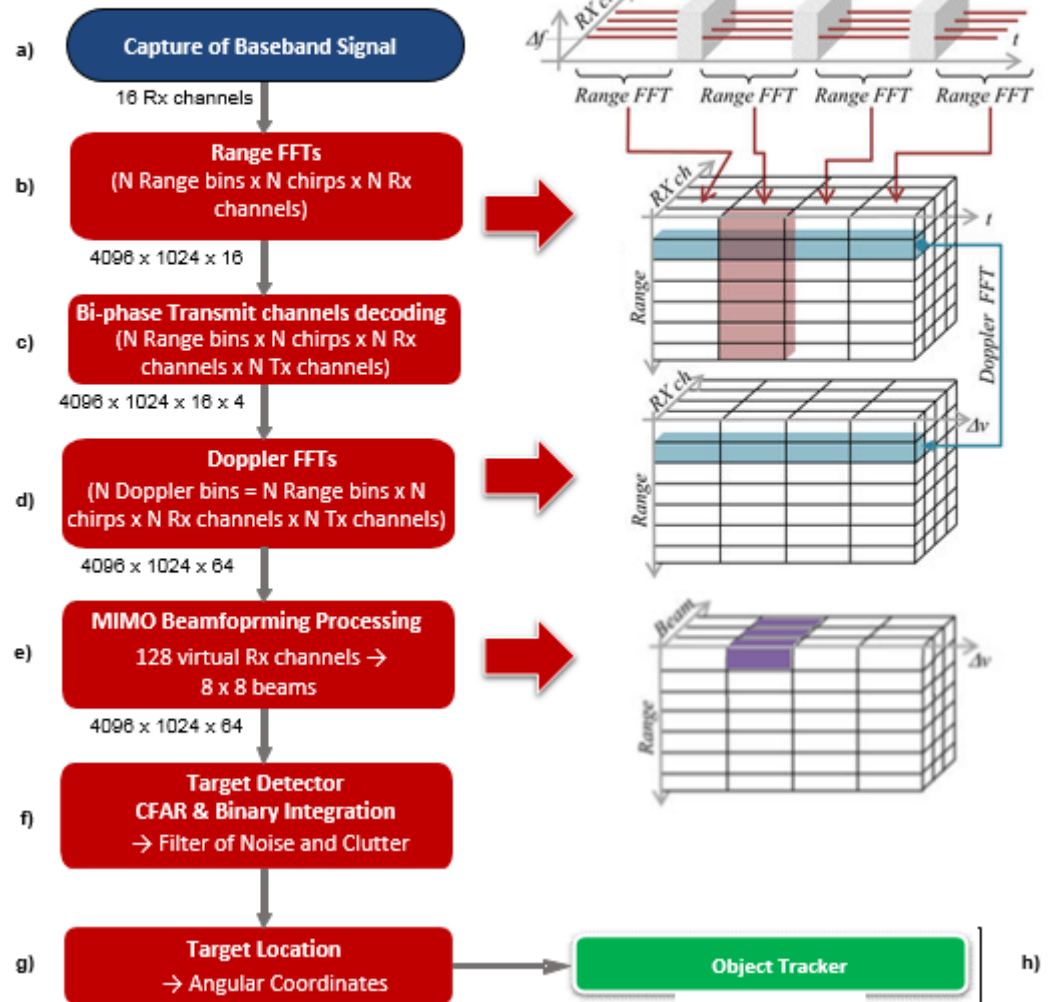 a)
Capture of Baseband Signal
16 Rx channels
b)
Range FFTs
(N Range bins x N chirps x N Rx
channels)
4096 x 1024 x 16
c)
Bi-phase Transmit channels decoding
(N Range bins x N chirps x N Rx
channels x N Tx channels)
4096 x 1024 x 16 x 4
d)
Doppler FFTs
(N Doppler bins = N Range bins x N
chirps x N Rx channels x N Tx channels)
4096 x 1024 x 64
e)
MIMO Beamfoprming Processing
128 virtual Rx channels →
8 x 8 beams
4096 x 1024 x 64
f)
Target Detector
CFAR & Binary Integration
→ Filter of Noise and Clutter
g)
Target Location
→ Angular Coordinates
Object Tracker
h)
RX
Δf
t
Range FFT
Range FFT
Range FFT
Range FFT
RX ch
t
Range
Doppler FFT
RX ch
Δv
Range
Beam
Δv
Range